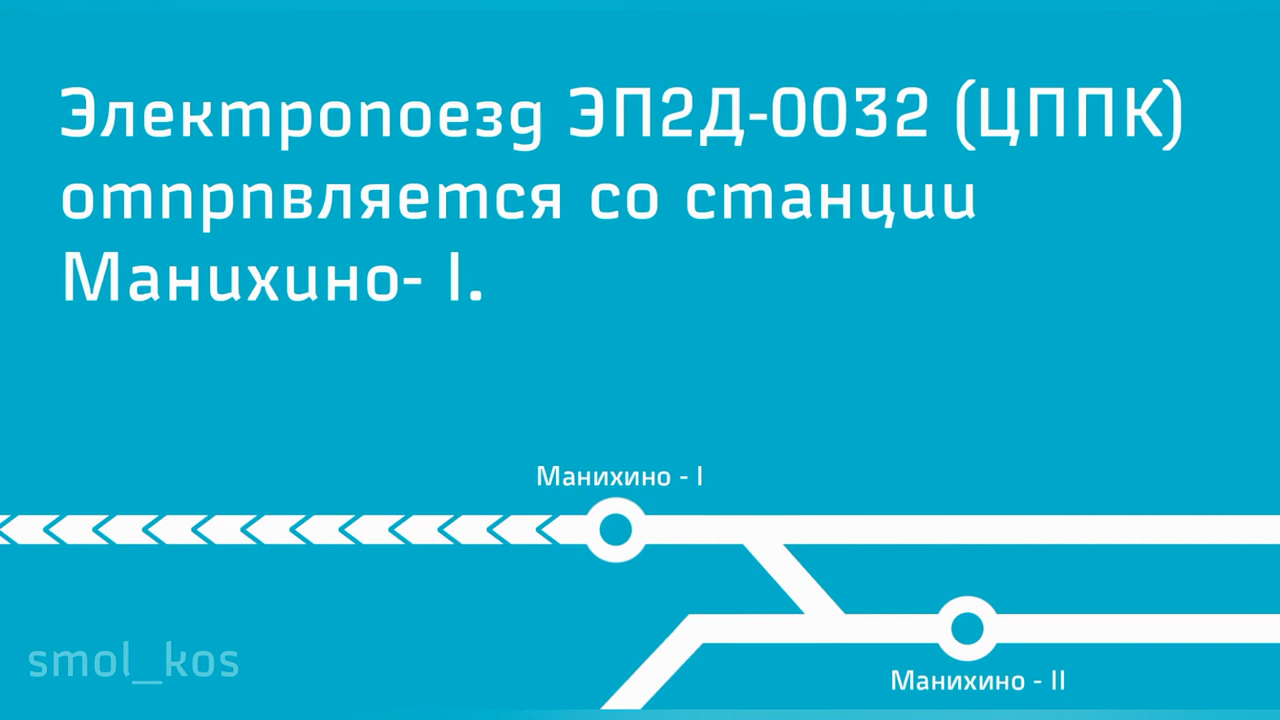 Электропоезд ЭП2Д-0032 (ЦППК)
отпрпвляется со станции
Манихино- I.
Манихино - I
smol_kos
Манихино - II